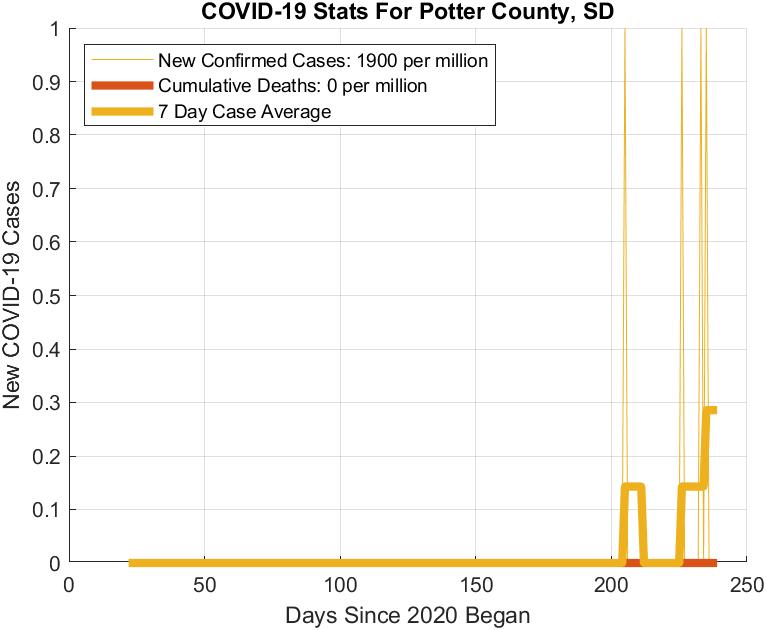 COVID-19 Stats For Potter County, SD
New Confirmed Cases: 1900 per million
Cumulative Deaths: 0 per million
7 Day Case Average
New COVID-19 Cases
1
0.9
0.8
0.7
0.6
0.5
0.4
0.3
0.2
0.1
0
0 50 100 150 200 250
Days Since 2020 Began